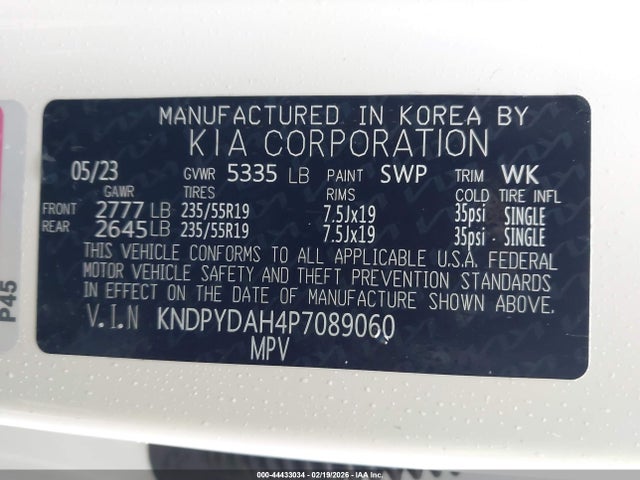 MANUFACTURED IN KOREA BY
KIA CORPORATION
05/23 GVWR 5335 LB PAINT SWP TRIM WK
GAWR TIRES RIMS COLD TIRE INFL
FRONT 2777 LB 235/55R19 7.5Jx19 35psi SINGLE
REAR 2645 LB 235/55R19 7.5Jx19 35psi SINGLE
THIS VEHICLE CONFORMS TO ALL APPLICABLE U.S.A. FEDERAL
MOTOR VEHICLE SAFETY AND THEFT PREVENTION STANDARDS
IN EFFECT ON THE DATE OF MANUFACTURE SHOWN ABOVE.
V.I.N KNDPYDAH4P7089060
MPV
P45
000-44433034 / 02/19/2026 - IAA Inc.